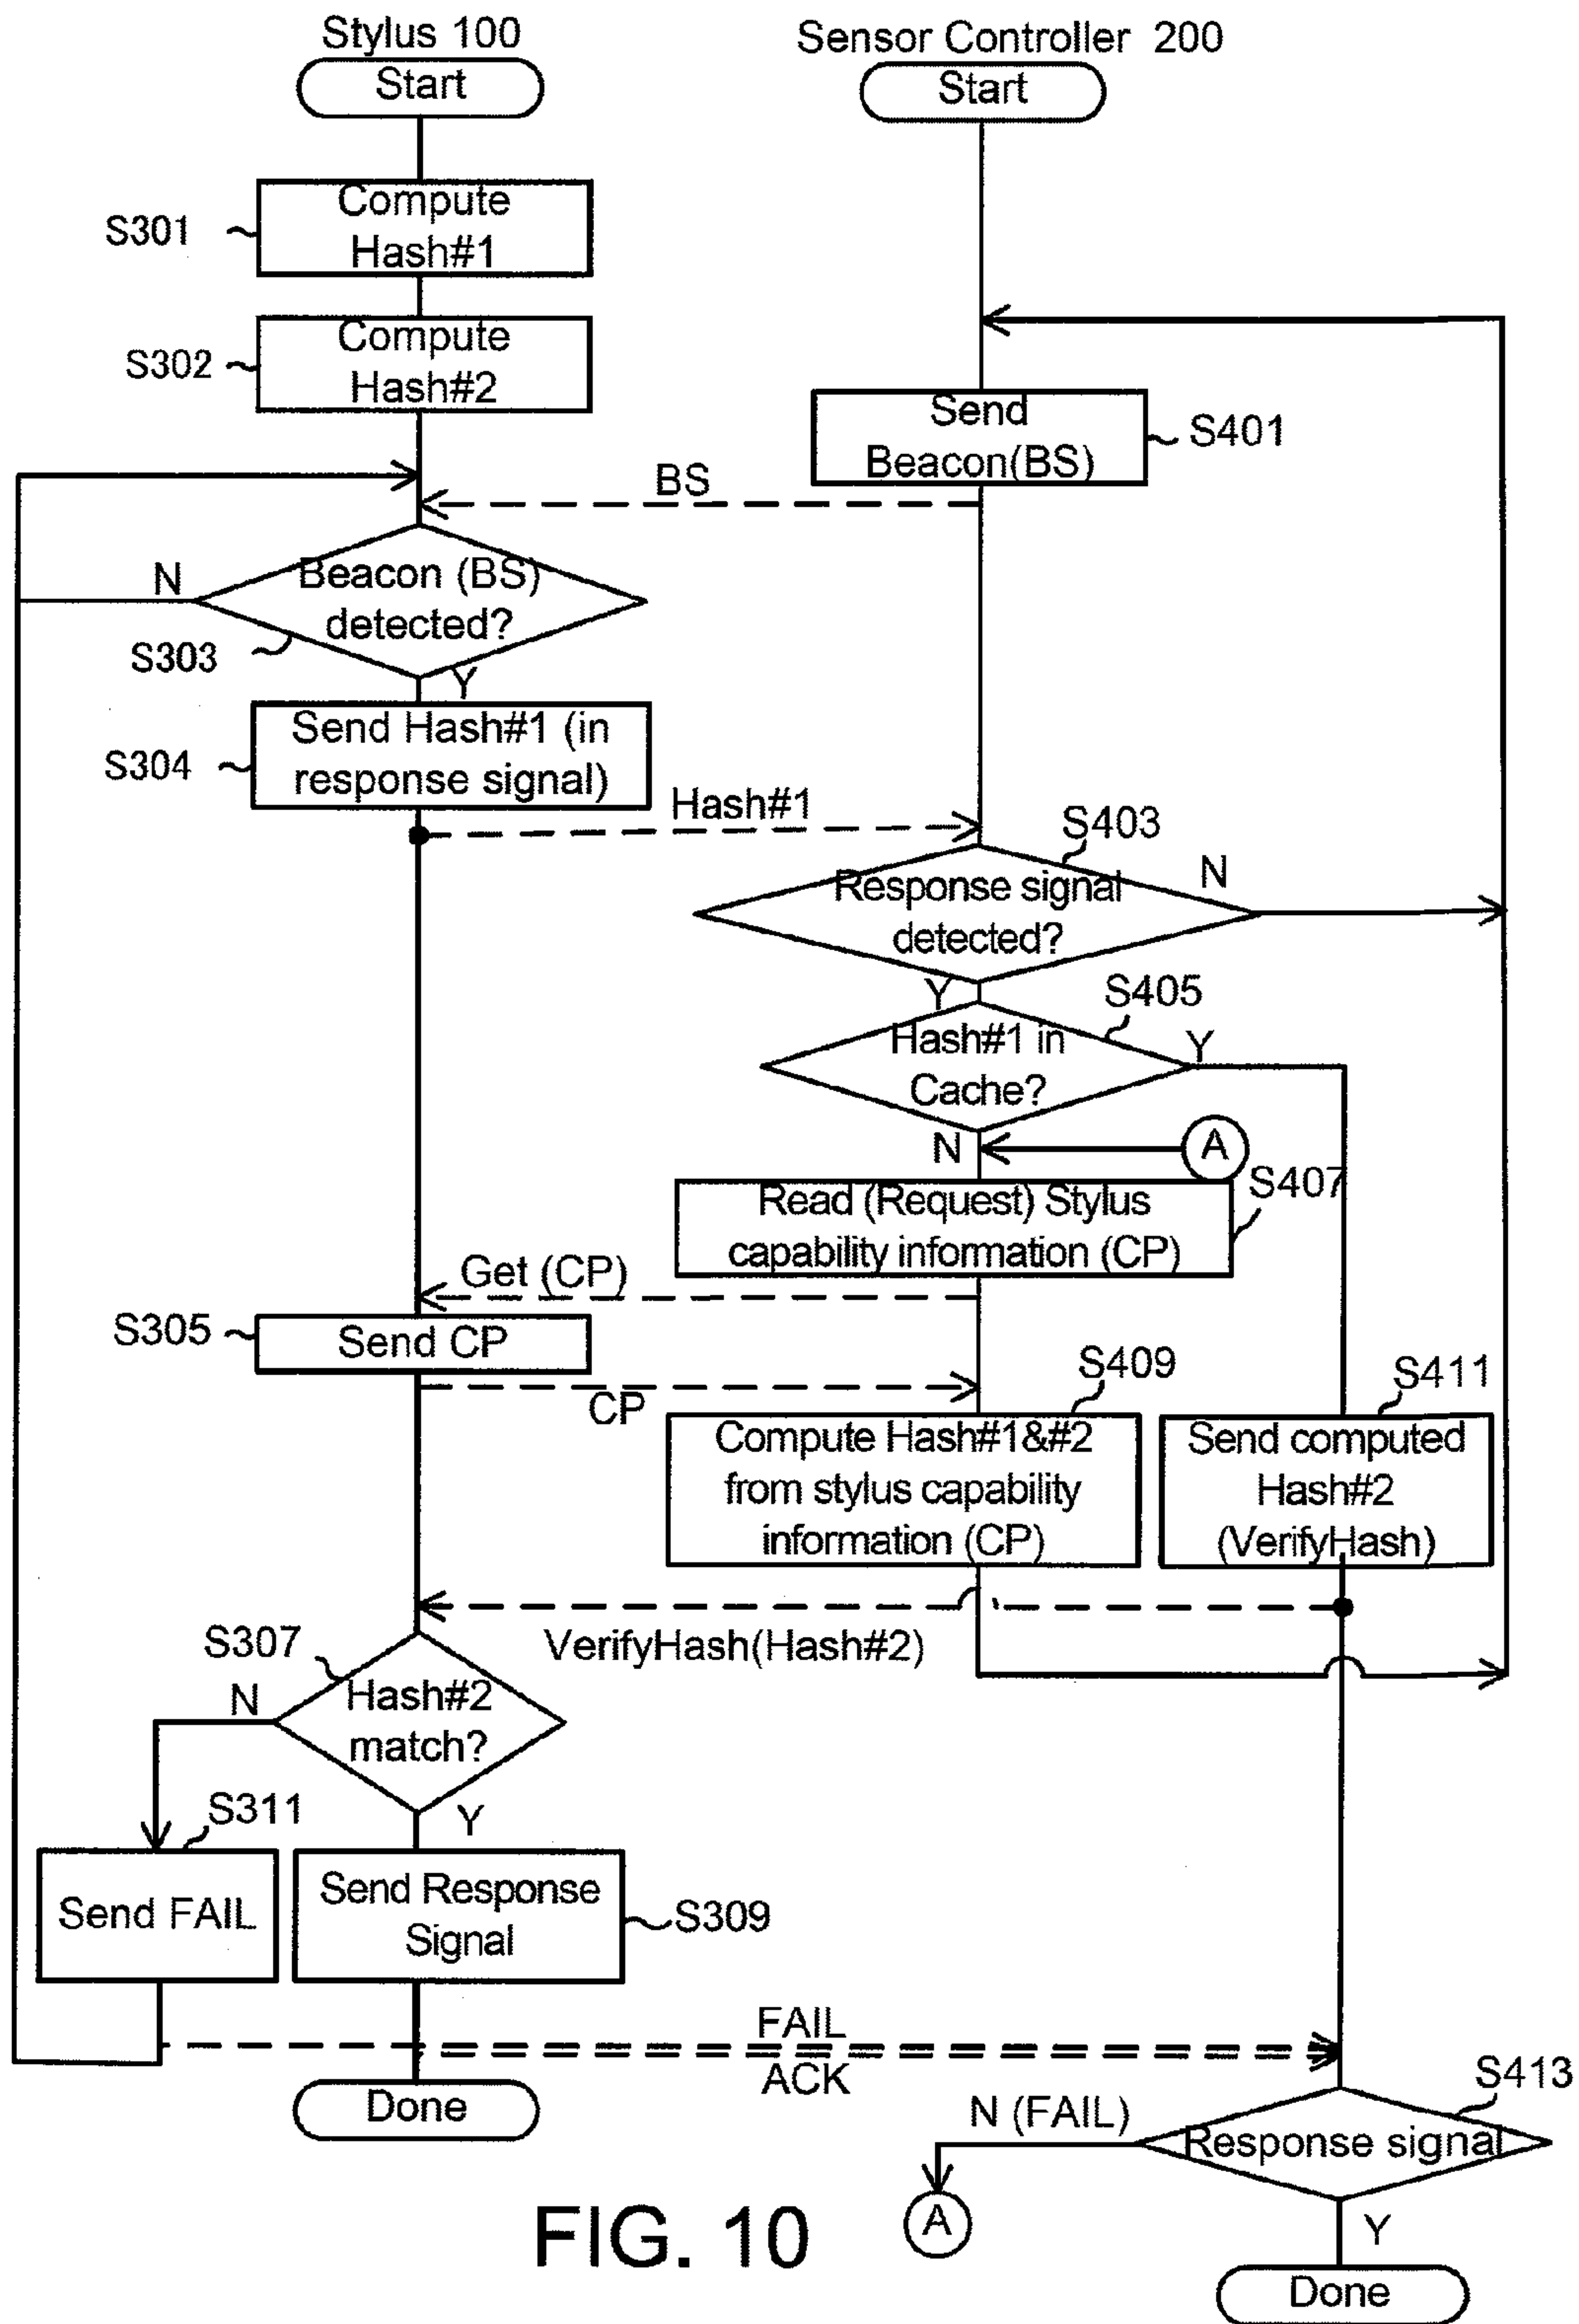 Stylus 100
Sensor Controller 200
Start
Start
Compute
Hash#1
S301
Compute
Hash#2
S302
Send
Beacon(BS)
S401
BS
N
Beacon (BS)
detected?
S303
Y
Send Hash#1 (in
response signal)
S304
Hash#1
S403
Response signal
detected?
N
Y
S405
Hash#1 in
Cache?
Y
N
A
S407
Read (Request) Stylus
capability information (CP)
Get (CP)
S305
Send CP
CP
S409
S411
Compute Hash#1&#2
from stylus capability
information (CP)
Send computed
Hash#2
(VerifyHash)
VerifyHash(Hash#2)
S307
N
Hash#2
match?
Y
S311
Send FAIL
Send Response
Signal
S309
FAIL
ACK
Done
S413
N (FAIL)
Response signal
A
Y
Done
FIG. 10